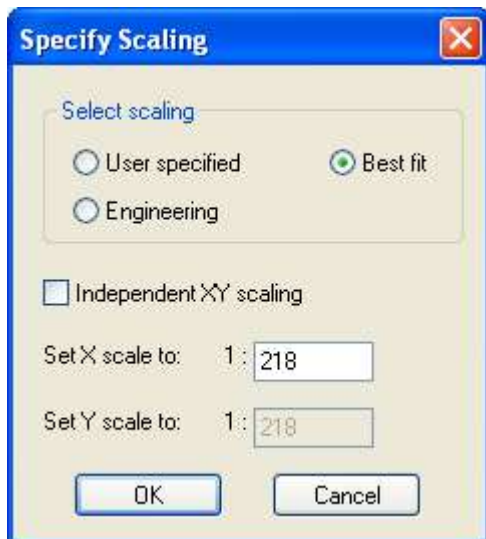 Specify Scaling
Select scaling
User specified Best fit
Engineering
Independent XY scaling
Set X scale to: 1 : 218
Set Y scale to: 1 : 218
OK Cancel